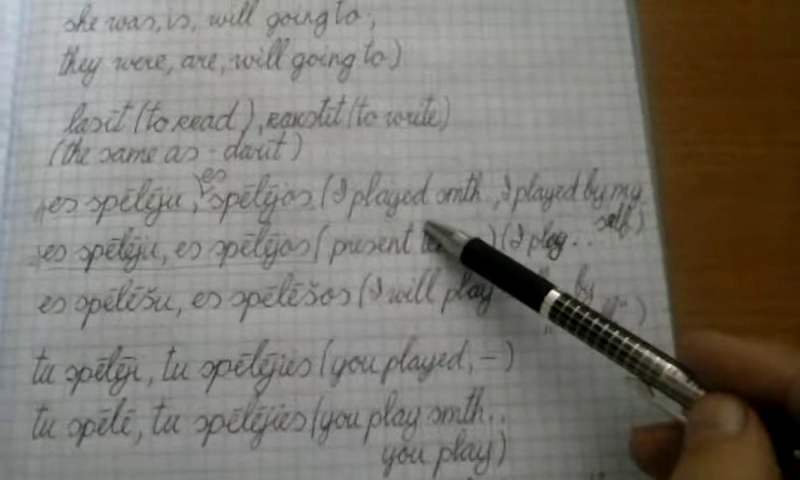 she was, is, will going to,
they were, are, will going to)
lasīt (to read), rakstīt (to write)
(the same as - darīt)
es spēlēju, es spēlējos (I played smth, I played by my self)
es spēlēju, es spēlējos (present) (I play..
es spēlēšu, es spēlēšos (I will play by
tu spēlēji, tu spēlējies (you played, -)
tu spēlē, tu spēlējies (you play smth..
you play)